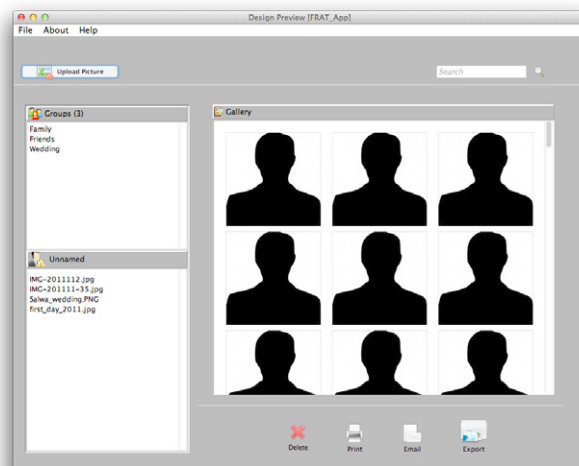 Design Preview [FRAT_App]
File About Help
Upload Picture
Search
Groups (3)
Family
Friends
Wedding
Unnamed
IMG-2011112.jpg
IMG-201111-35.jpg
Salwa_wedding.PNG
first_day_2011.jpg
Gallery
Delete Print Email Export